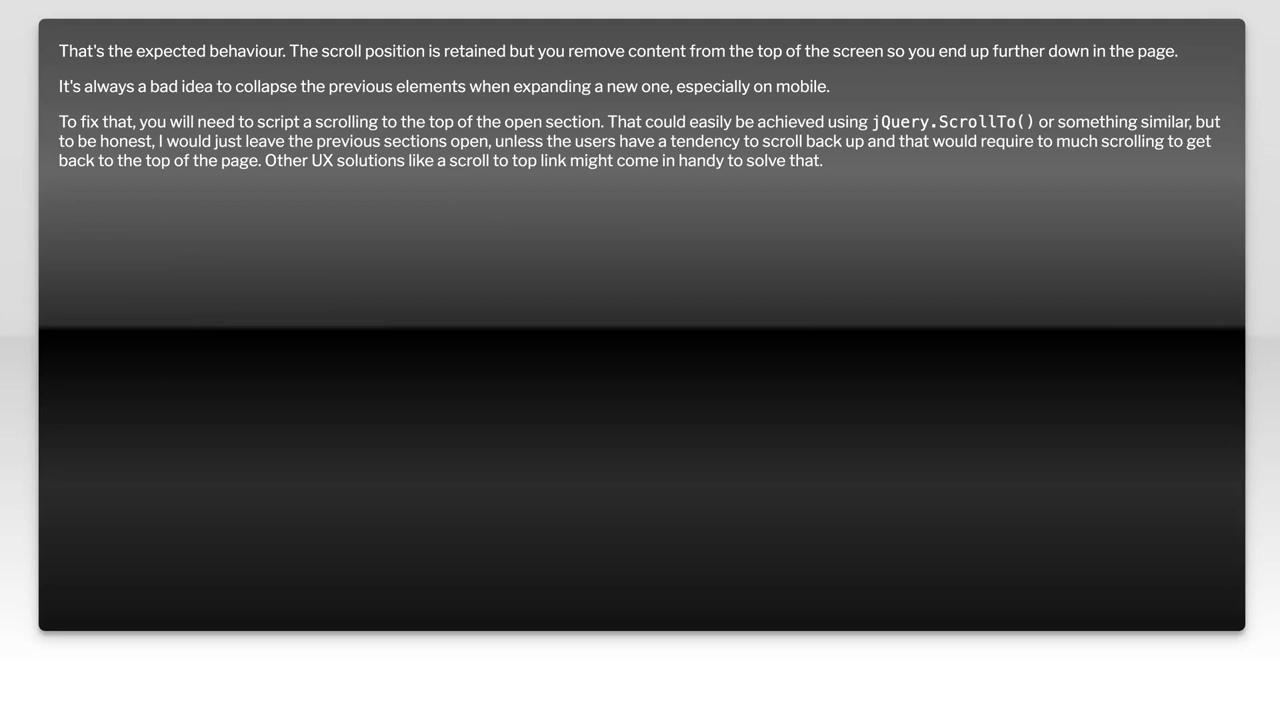 That's the expected behaviour. The scroll position is retained but you remove content from the top of the screen so you end up further down in the page.
It's always a bad idea to collapse the previous elements when expanding a new one, especially on mobile.
To fix that, you will need to script a scrolling to the top of the open section. That could easily be achieved using jQuery.ScrollTo() or something similar, but
to be honest, I would just leave the previous sections open, unless the users have a tendency to scroll back up and that would require to much scrolling to get
back to the top of the page. Other UX solutions like a scroll to top link might come in handy to solve that.